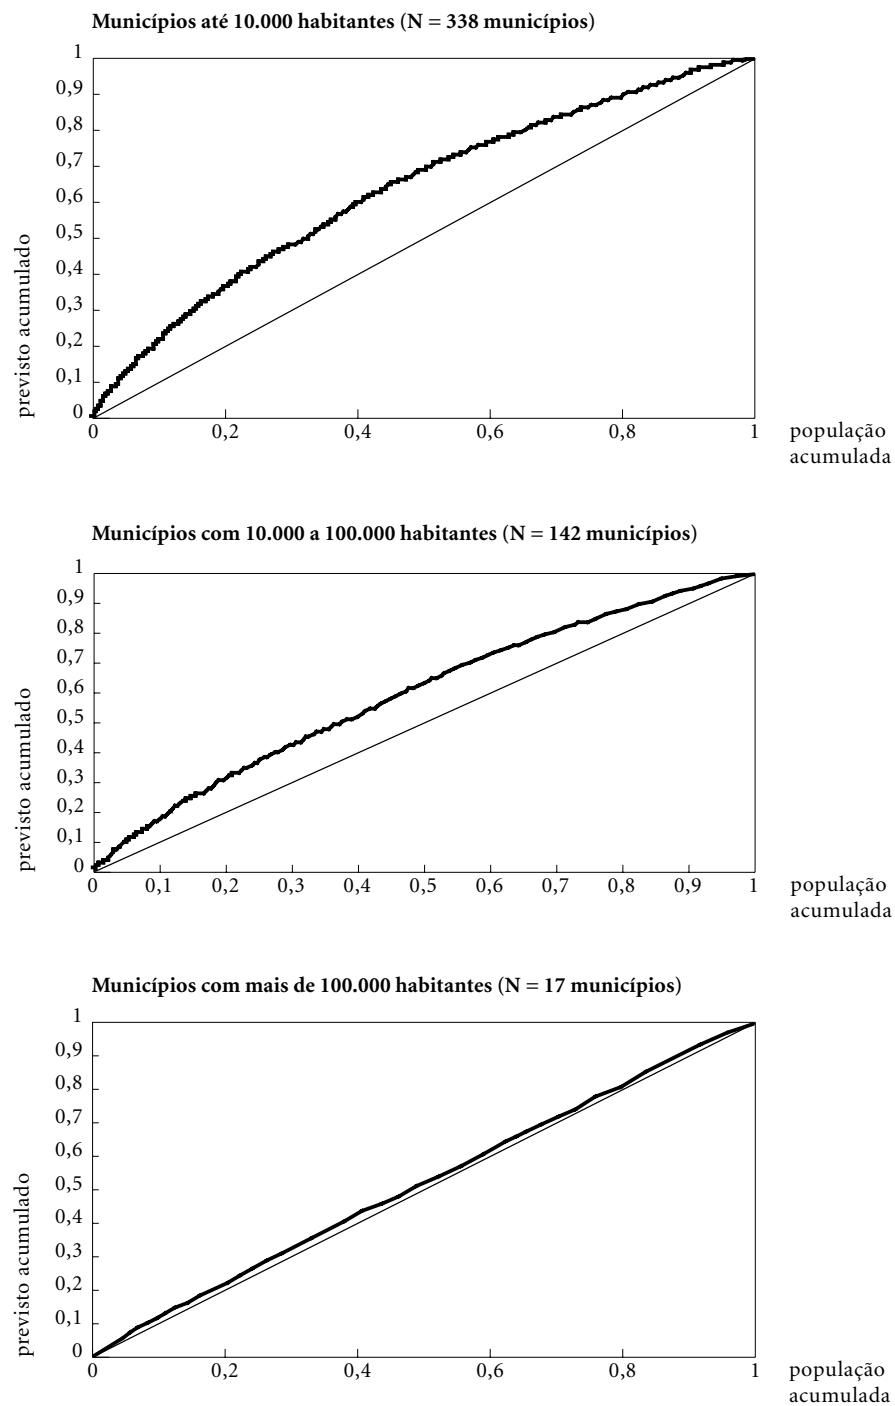 Municípios até 10.000 habitantes (N = 338 municípios)
1
0,9
0,8
0,7
0,6
0,5
0,4
0,3
0,2
0,1
0
previsto acumulado
0 0,2 0,4 0,6 0,8 1
população
acumulada
Municípios com 10.000 a 100.000 habitantes (N = 142 municípios)
1
0,9
0,8
0,7
0,6
0,5
0,4
0,3
0,2
0,1
0
previsto acumulado
0 0,1 0,2 0,3 0,4 0,5 0,6 0,7 0,8 0,9 1
população
acumulada
Municípios com mais de 100.000 habitantes (N = 17 municípios)
1
0,9
0,8
0,7
0,6
0,5
0,4
0,3
0,2
0,1
0
previsto acumulado
0 0,2 0,4 0,6 0,8 1
população
acumulada